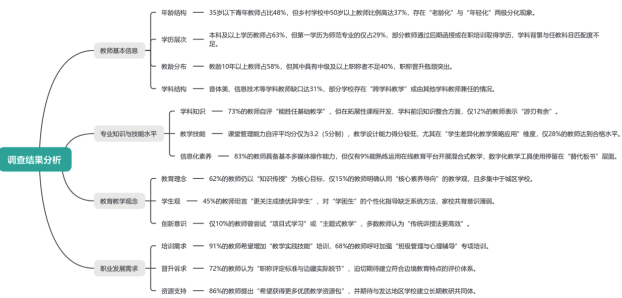 调查结果分析
教师基本信息
年龄结构
35岁以下青年教师占比48%，但乡村学校中50岁以上教师比例高达37%，存在“老龄化”与“年轻化”两极分化现象。
学历层次
本科及以上学历教师占63%，但第一学历为师范专业的仅占29%，部分教师通过后期函授或在职培训取得学历，学科背景与任教科目匹配度不
足。
教龄分布
教龄10年以上教师占58%，但其中具有中级及以上职称者不足40%，职称晋升瓶颈突出。
学科结构
音体美、信息技术等学科教师缺口达31%，部分学校存在“跨学科教学”或由其他学科教师兼任的情况。
专业知识与技能水平
学科知识
73%的教师自评“能胜任基础教学”，但在拓展性课程开发、学科前沿知识整合方面，仅12%的教师表示“游刃有余”。
教学技能
课堂管理能力自评平均分仅为3.2（5分制），教学设计能力得分较低，尤其在“学生差异化教学策略应用”维度，仅28%的教师达到合格水平。
信息化素养
83%的教师具备基本多媒体操作能力，但仅有9%能熟练运用在线教育平台开展混合式教学，数字化教学工具使用停留在“替代板书”层面。
教育教学观念
教育理念
62%的教师仍以“知识传授”为核心目标，仅15%的教师明确认同“核心素养导向”的教学观，且多集中于城区学校。
学生观
45%的教师坦言“更关注成绩优异学生”，对“学困生”的个性化指导缺乏系统方法，家校共育意识薄弱。
创新意识
仅10%的教师曾尝试“项目式学习”或“主题式教学”，多数教师认为“传统讲授法更高效”。
职业发展需求
培训需求
91%的教师希望增加“教学实践技能”培训，68%的教师呼吁加强“班级管理与心理辅导”专项培训。
晋升诉求
72%的教师认为“职称评定标准与边疆实际脱节”，迫切期待建立符合边境教育特点的评价体系。
资源支持
86%的教师提出“希望获得更多优质教学资源包”，并期待与发达地区学校建立长期教研共同体。